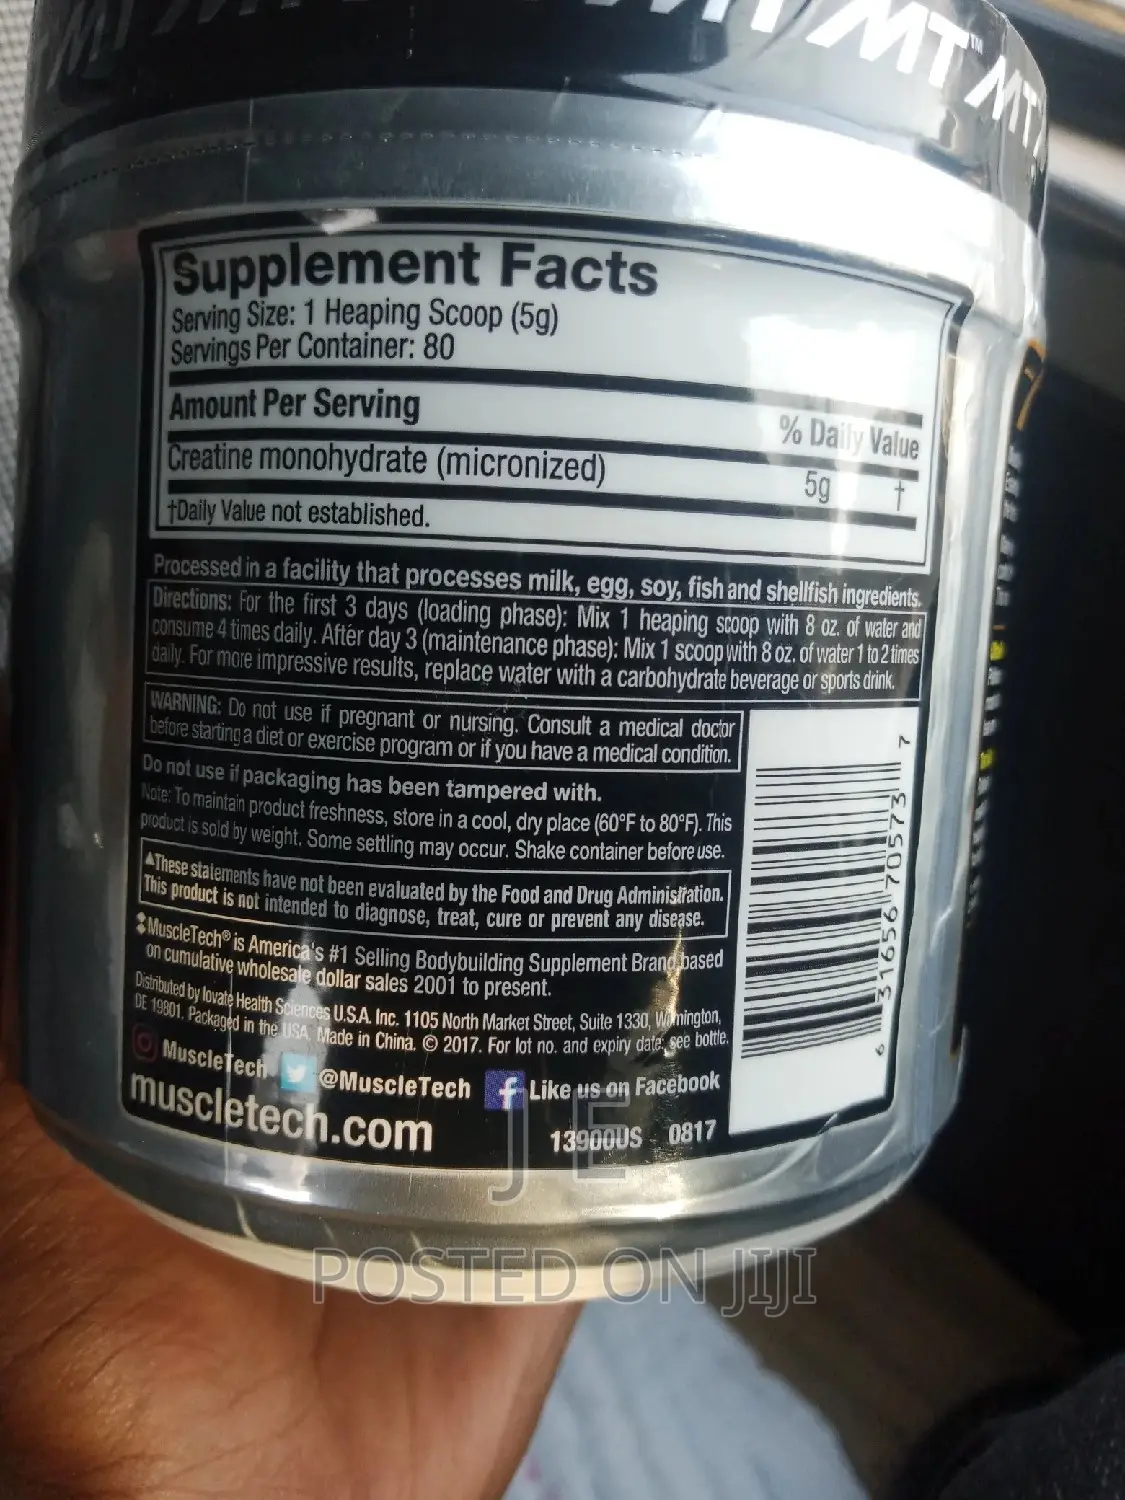 MT MT MT™ MT
Supplement Facts
Serving Size: 1 Heaping Scoop (5g)
Servings Per Container: 80
Amount Per Serving
% Daily Value
Creatine monohydrate (micronized) 5g †
†Daily Value not established.
Processed in a facility that processes milk, egg, soy, fish and shellfish ingredients.
Directions: For the first 3 days (loading phase): Mix 1 heaping scoop with 8 oz. of water and
consume 4 times daily. After day 3 (maintenance phase): Mix 1 scoop with 8 oz. of water 1 to 2 times
daily. For more impressive results, replace water with a carbohydrate beverage or sports drink.
WARNING: Do not use if pregnant or nursing. Consult a medical doctor
before starting a diet or exercise program or if you have a medical condition.
Do not use if packaging has been tampered with.
Note: To maintain product freshness, store in a cool, dry place (60°F to 80°F). This
product is sold by weight. Some settling may occur. Shake container before use.
▲These statements have not been evaluated by the Food and Drug Administration.
This product is not intended to diagnose, treat, cure or prevent any disease.
MuscleTech® is America's #1 Selling Bodybuilding Supplement Brand based
on cumulative wholesale dollar sales 2001 to present.
Distributed by Iovate Health Sciences U.S.A. Inc. 1105 North Market Street, Suite 1330, Wilmington,
DE 19801. Packaged in the USA. Made in China. © 2017. For lot no. and expiry date, see bottle.
MuscleTech @MuscleTech f Like us on Facebook
muscletech.com
13900US 0817
6 31656 70573 7
J E
POSTED ON JIJI